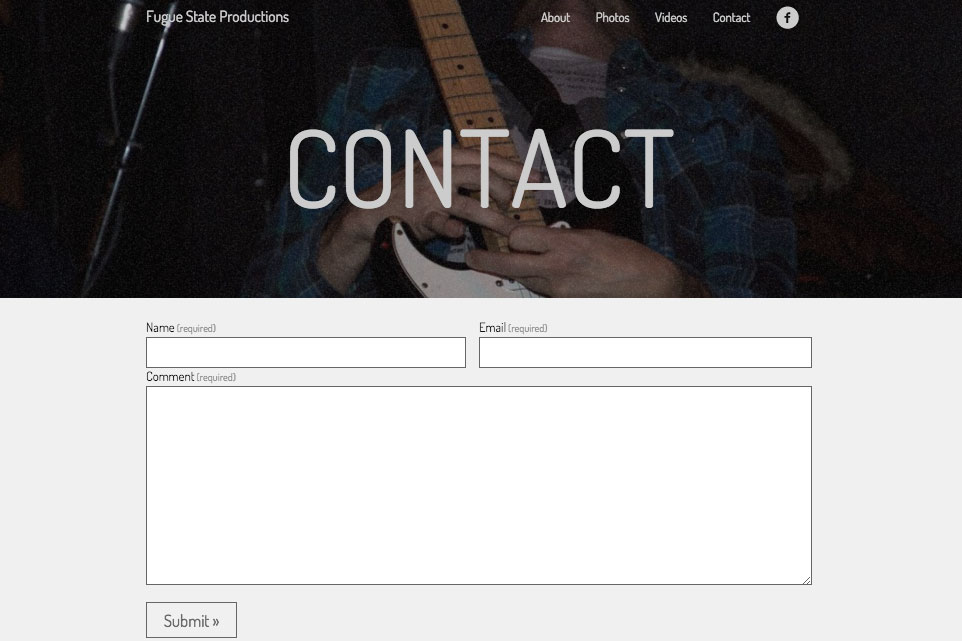 Fugue State Productions About Photos Videos Contact f
CONTACT
Name (required) Email (required)
Comment (required)
Submit »